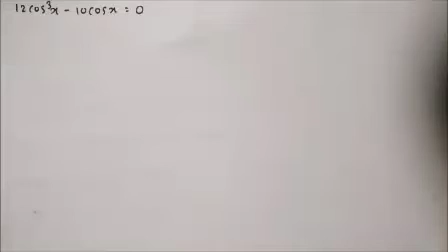 12cos³x - 10cosx = 0